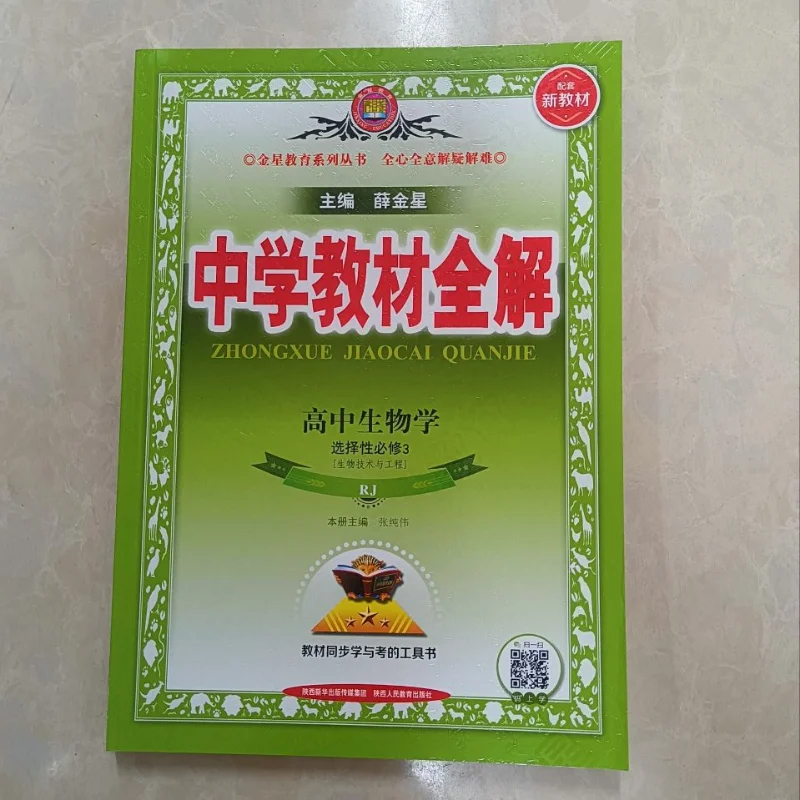 配套
新教材
◎金星教育系列丛书 全心全意解疑解难◎
主编 薛金星
中学教材全解
ZHONGXUE JIAOCAI QUANJIE
高中生物学
选择性必修3
[生物技术与工程]
RJ
本册主编 张纯伟
教材同步学与考的工具书
扫一扫
陕西新华出版传媒集团 陕西人民教育出版社